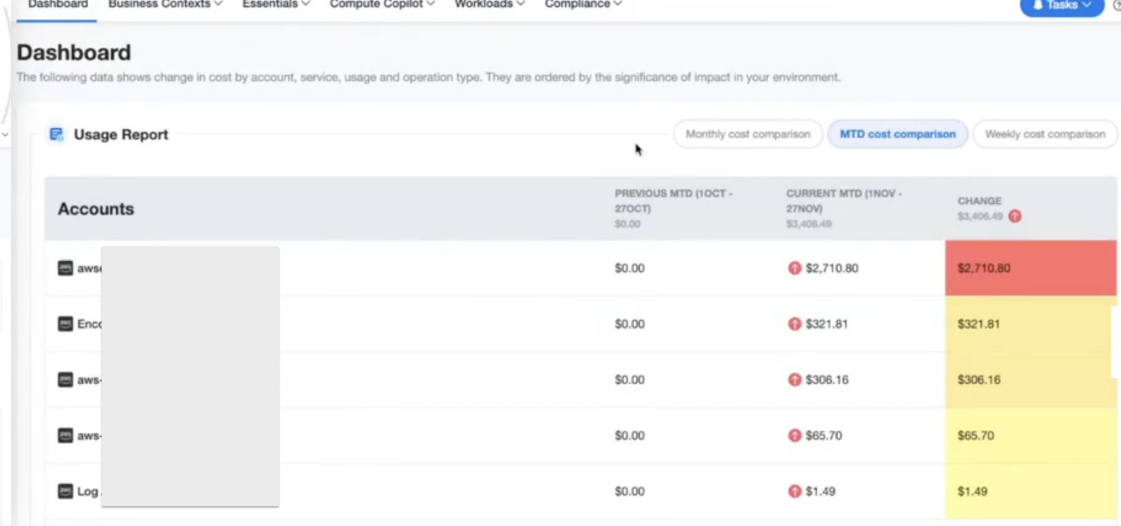 Dashboard Business Contexts Essentials Compute Copilot Workloads Compliance Tasks
Dashboard
The following data shows change in cost by account, service, usage and operation type. They are ordered by the significance of impact in your environment.
Usage Report Monthly cost comparison MTD cost comparison Weekly cost comparison
Accounts
PREVIOUS MTD (1OCT -
27OCT)
$0.00
CURRENT MTD (1NOV -
27NOV)
$3,406.49
CHANGE
$3,406.49
aws $0.00 $2,710.80 $2,710.80
Enc $0.00 $321.81 $321.81
aws- $0.00 $306.16 $306.16
aws- $0.00 $65.70 $65.70
Log $0.00 $1.49 $1.49